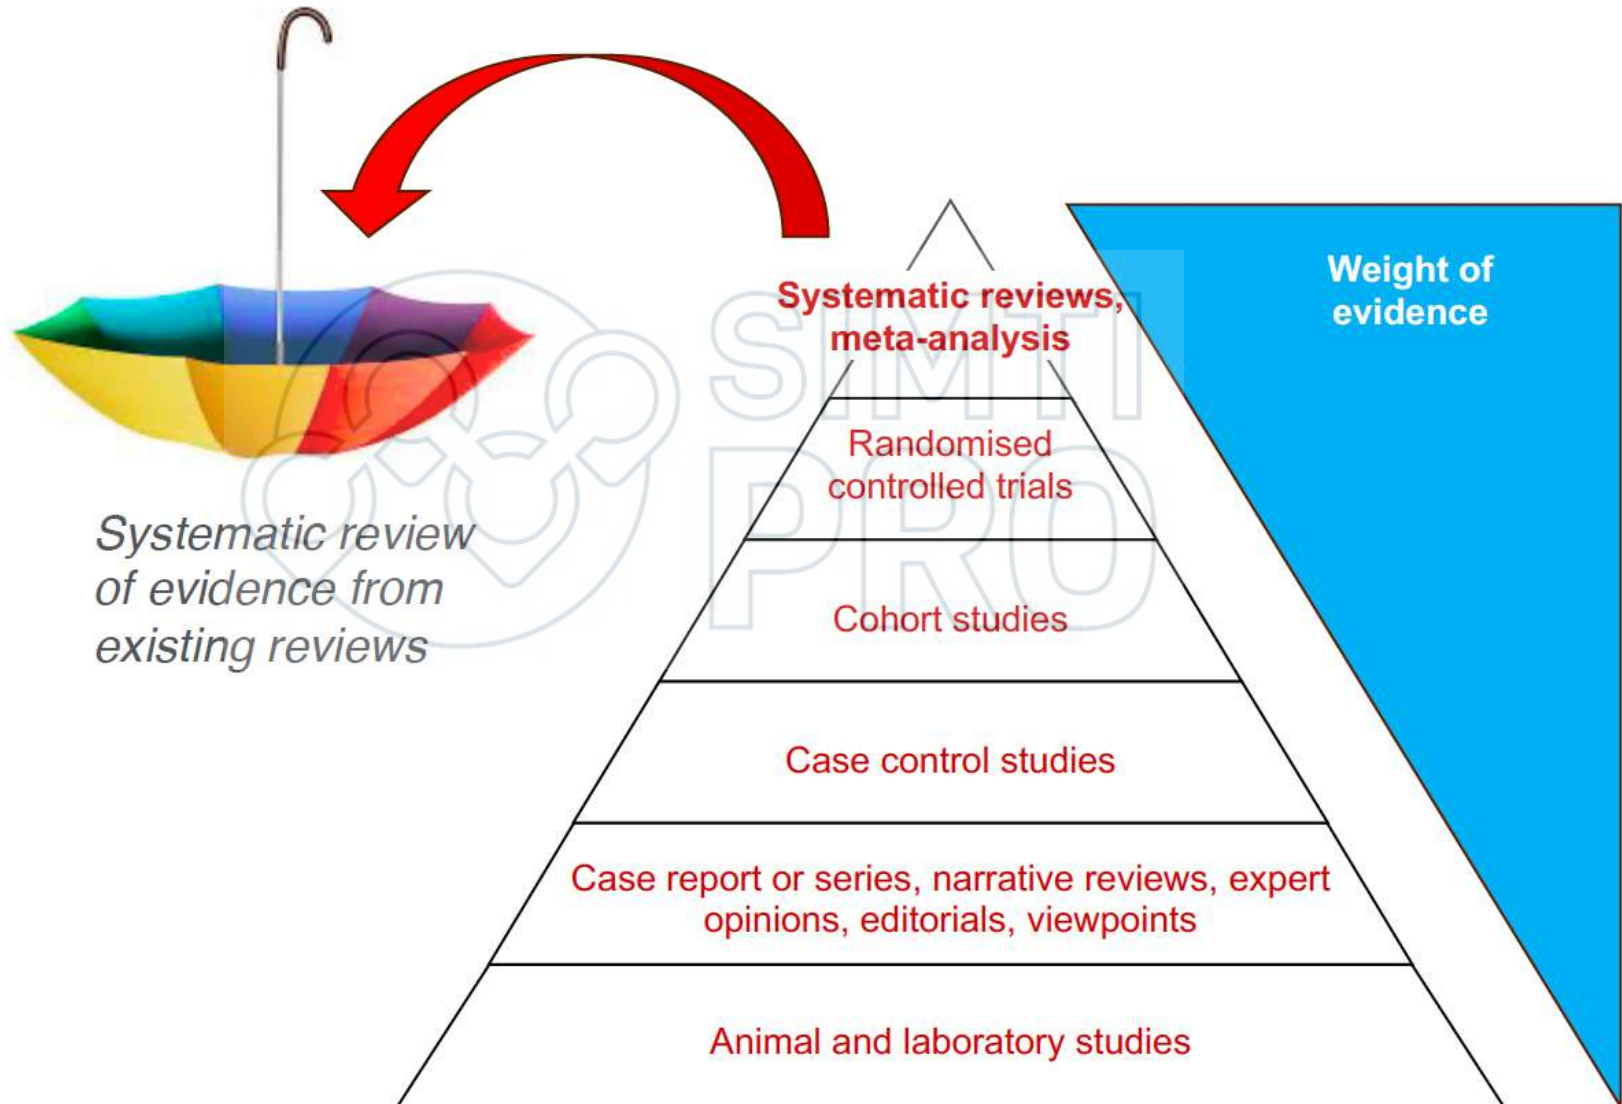 Systematic reviews,
meta-analysis
Weight of
evidence
Randomised
controlled trials
Systematic review
of evidence from
existing reviews
Cohort studies
Case control studies
Case report or series, narrative reviews, expert
opinions, editorials, viewpoints
Animal and laboratory studies
SIMTI
PRO